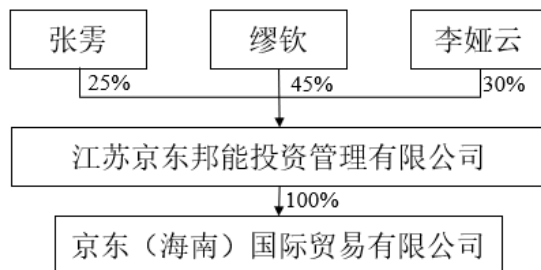 张雱 缪钦 李娅云
25% 45% 30%
江苏京东邦能投资管理有限公司
100%
京东（海南）国际贸易有限公司